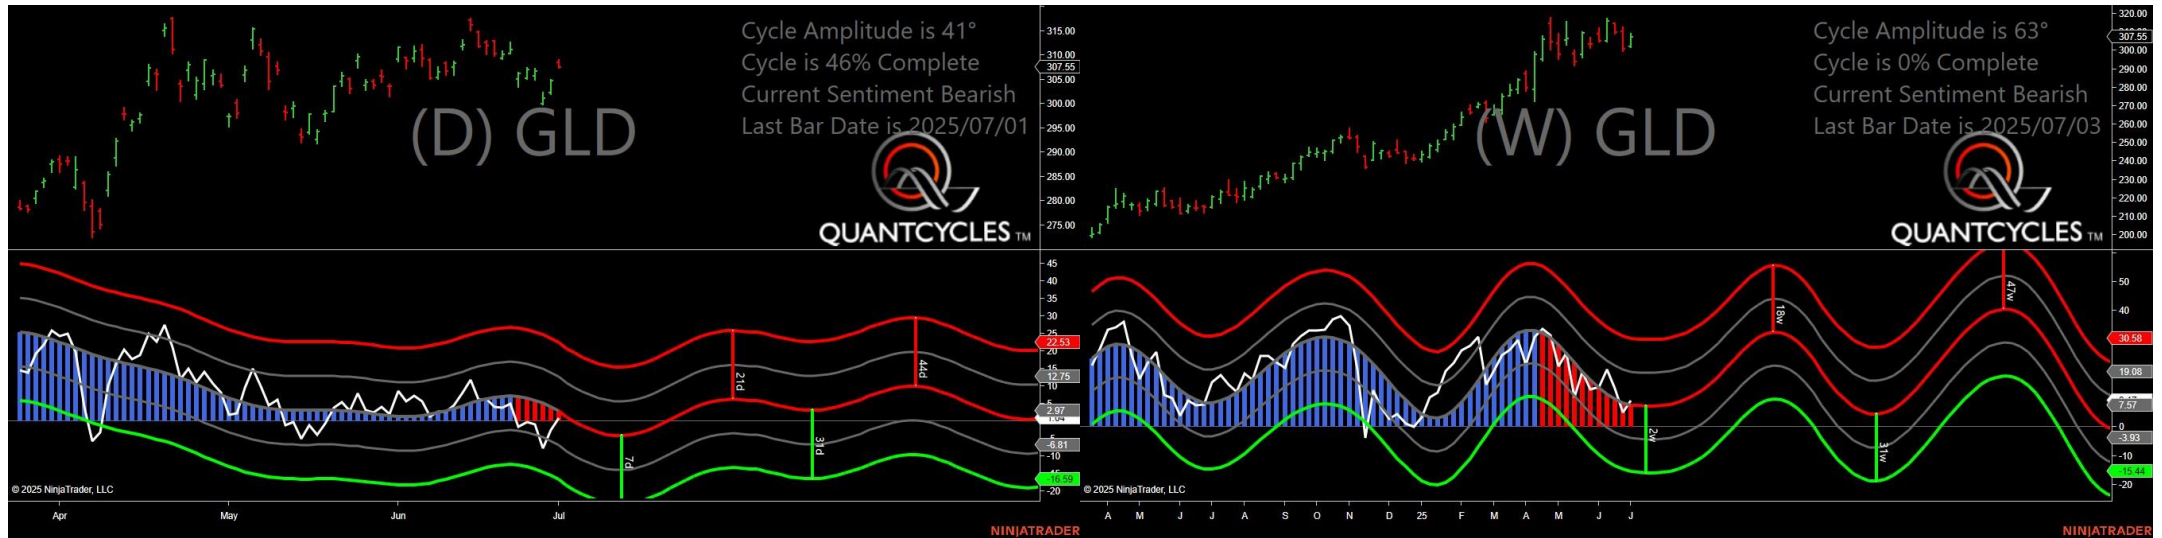 Cycle Amplitude is 41°
Cycle is 46% Complete
Current Sentiment Bearish
Last Bar Date is 2025/07/01
(D) GLD
QUANTCYCLES TM
315.00
310.00
307.55
305.00
300.00
295.00
290.00
285.00
280.00
275.00
45
40
35
30
25
22.53
20
15
12.75
10
5
2.97
-6.81
-10
-15
-16.59
-20
21d
44d
7d
31d
© 2025 NinjaTrader, LLC
Apr
May
Jun
Jul
NINJATRADER
Cycle Amplitude is 63°
Cycle is 0% Complete
Current Sentiment Bearish
Last Bar Date is 2025/07/03
(W) GLD
QUANTCYCLES TM
320.00
307.55
300.00
290.00
280.00
270.00
260.00
250.00
240.00
230.00
220.00
210.00
200.00
50
40
30.58
19.08
7.57
0
-3.93
-10
-15.44
-20
18w
47w
2w
31w
© 2025 NinjaTrader, LLC
A M J J A S O N D 25 F M A M J J
NINJATRADER